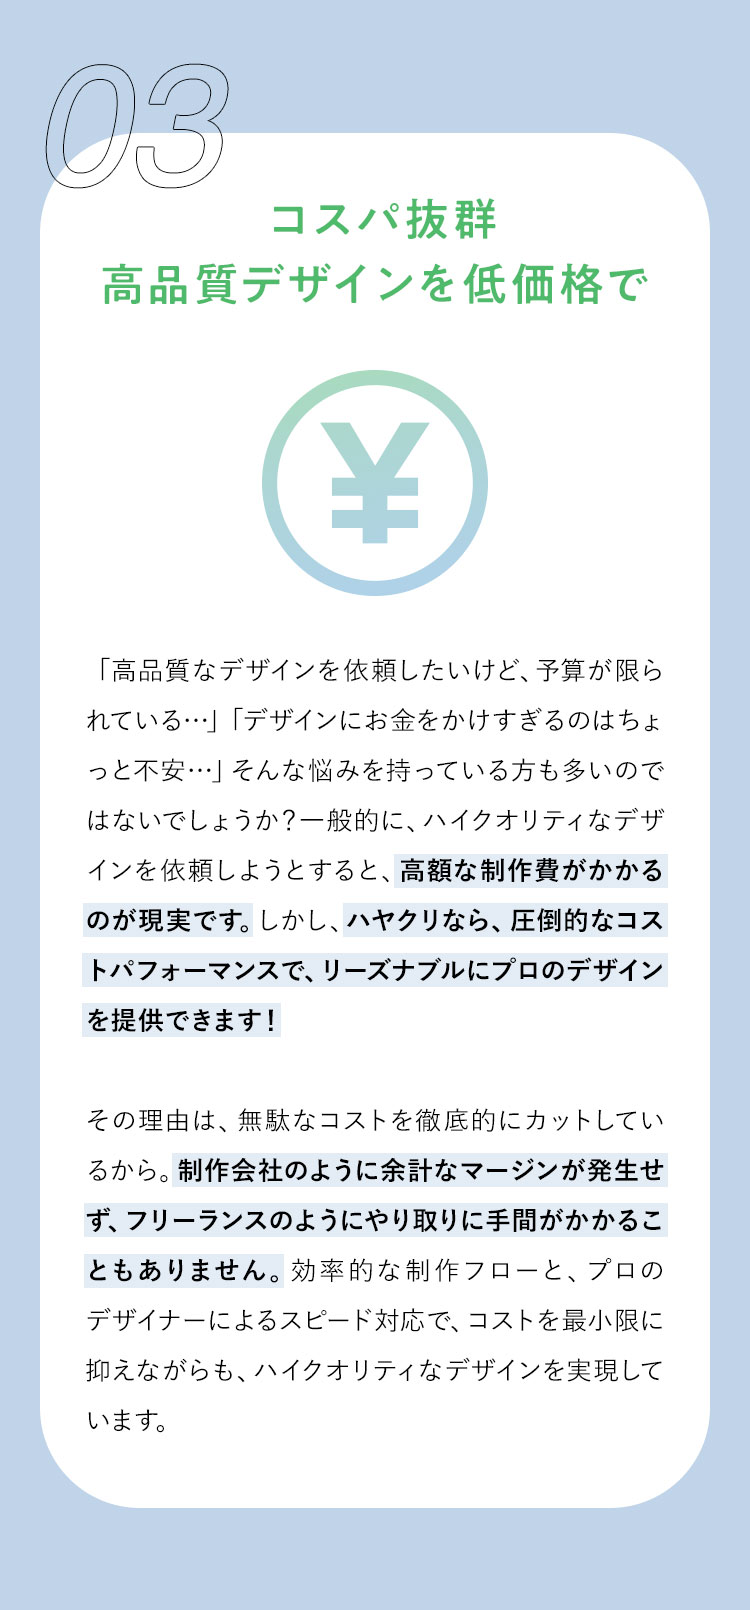 03
コスパ抜群
高品質デザインを低価格で
¥
「高品質なデザインを依頼したいけど、予算が限ら
れている…」「デザインにお金をかけすぎるのはちょ
っと不安…」そんな悩みを持っている方も多いので
はないでしょうか?一般的に、ハイクオリティなデザ
インを依頼しようとすると、高額な制作費がかかる
のが現実です。しかし、ハヤクリなら、圧倒的なコス
トパフォーマンスで、リーズナブルにプロのデザイン
を提供できます!
その理由は、無駄なコストを徹底的にカットしてい
るから。制作会社のように余計なマージンが発生せ
ず、フリーランスのようにやり取りに手間がかかるこ
ともありません。効率的な制作フローと、プロの
デザイナーによるスピード対応で、コストを最小限に
抑えながらも、ハイクオリティなデザインを実現して
います。